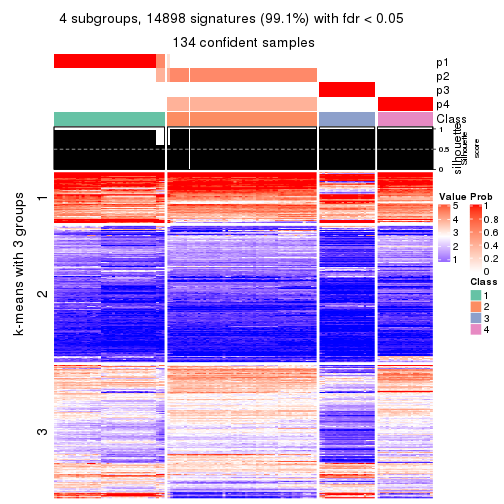 4 subgroups, 14898 signatures (99.1%) with fdr < 0.05
134 confident samples
p1
p2
p3
p4
Class
silhouette
Silhouette
score
1
0.5
0
k-means with 3 groups
1
2
3
Value
5
4
3
2
1
Prob
1
0.8
0.6
0.4
0.2
0
Class
1
2
3
4